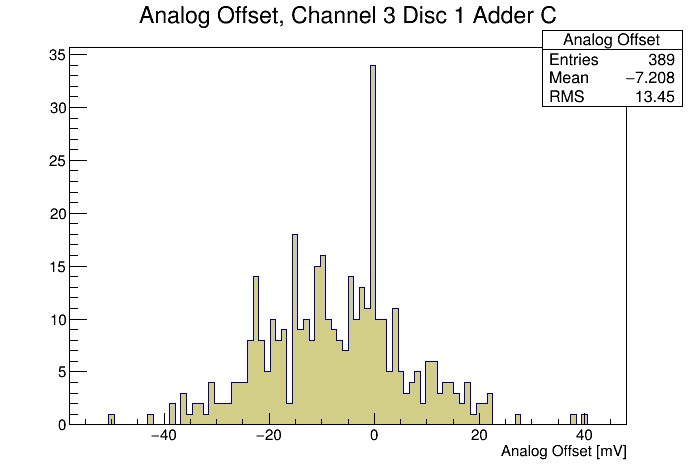 Analog Offset, Channel 3 Disc 1 Adder C
Analog Offset
Entries 389
Mean −7.208
RMS 13.45
35
30
25
20
15
10
5
0
−40 −20 0 20 40
Analog Offset [mV]